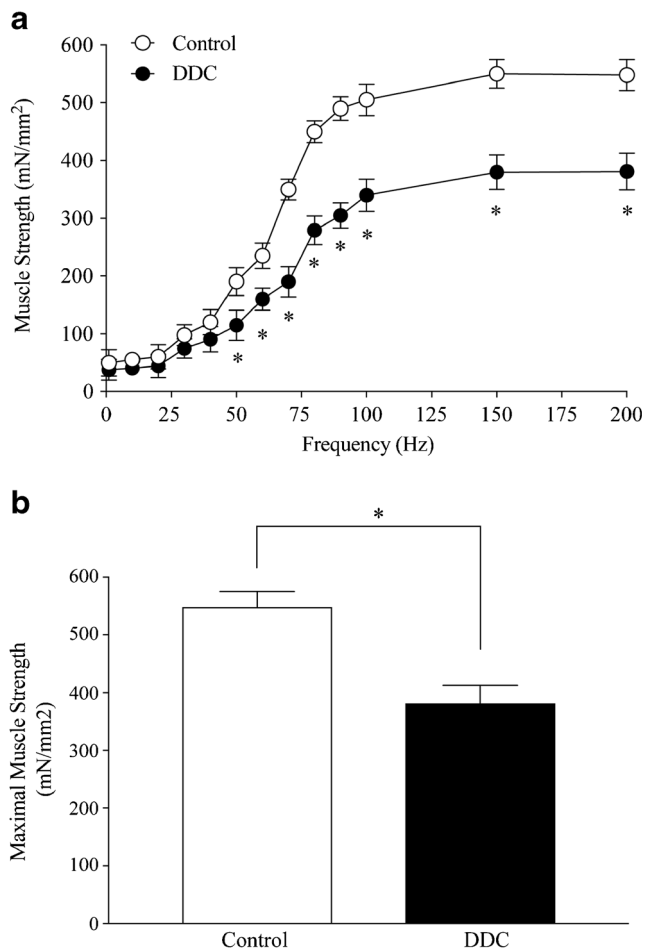 a
Control
DDC
Muscle Strength (mN/mm²)
600
500
400
300
200
100
0
* * * * * * * *
0 25 50 75 100 125 150 175 200
Frequency (Hz)
b
*
Maximal Muscle Strength
(mN/mm2)
600
500
400
300
200
100
0
Control DDC